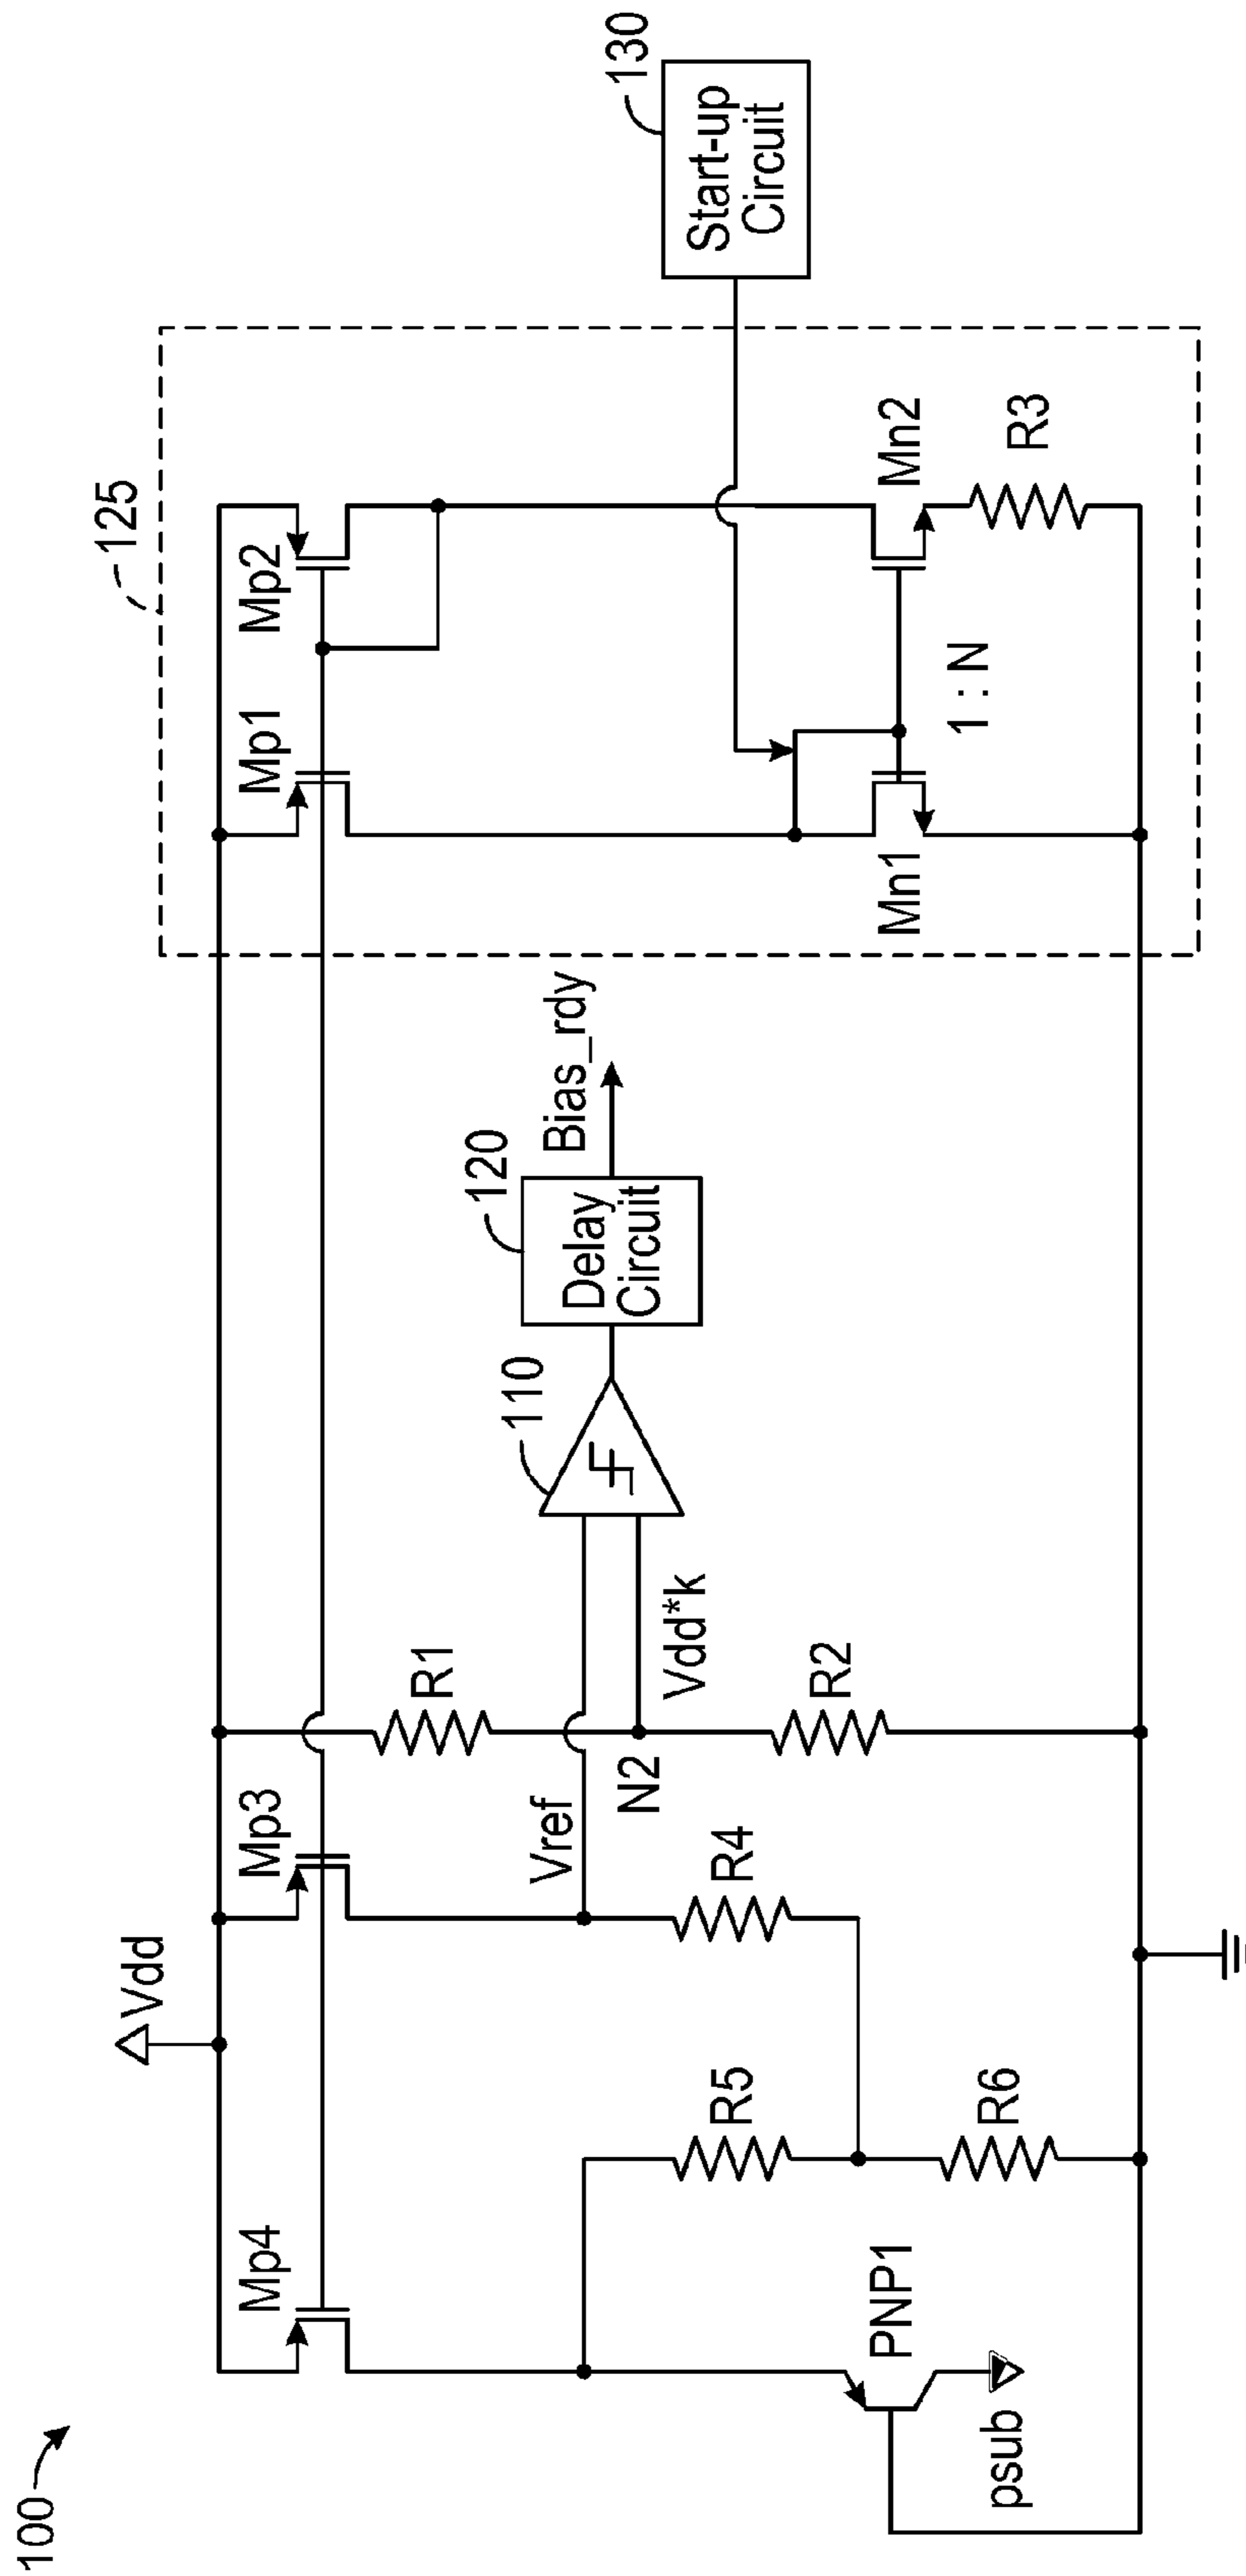 100
Vdd
125
Mp4
Mp3
Mp1
Mp2
130
Start-up
Circuit
R1
Vref
N2
Vdd*k
110
120
Delay
Circuit
Bias_rdy
R5
R4
R2
R6
PNP1
psub
Mn1
1 : N
Mn2
R3